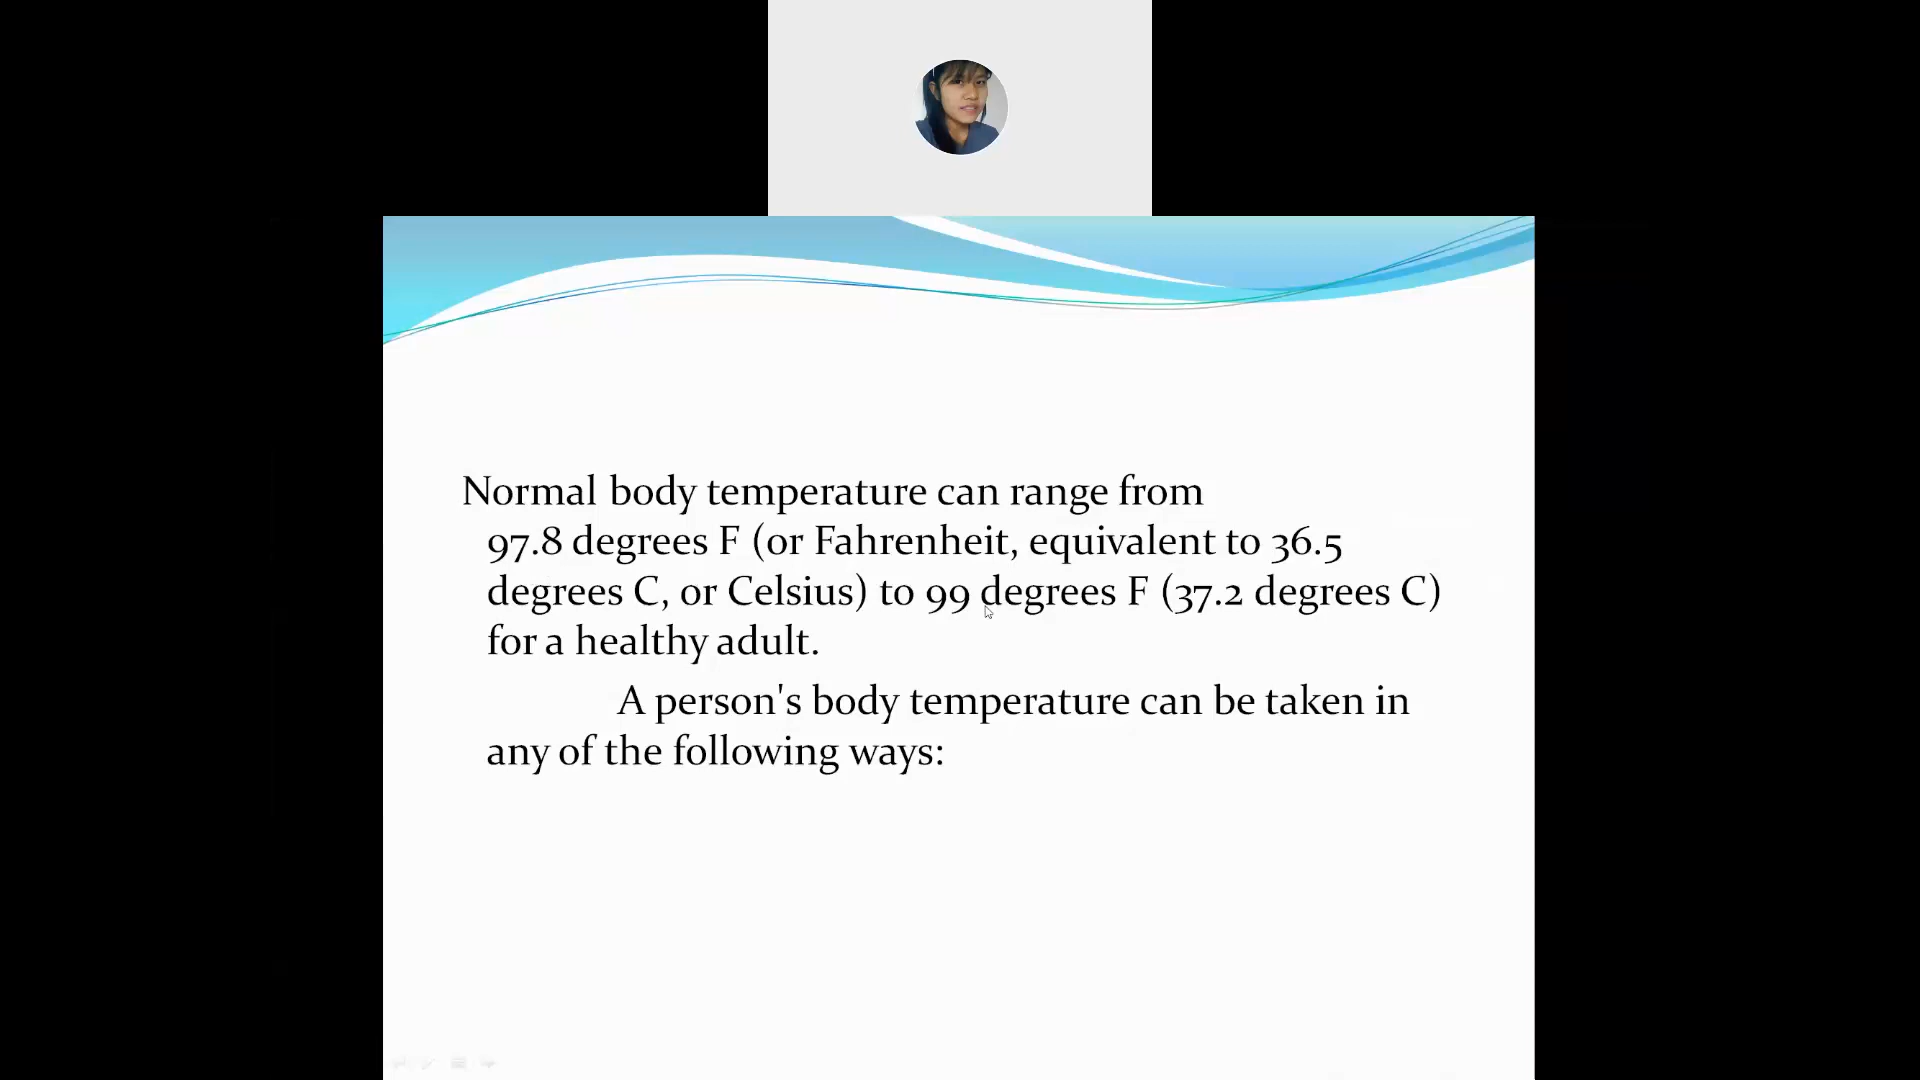 Normal body temperature can range from
97.8 degrees F (or Fahrenheit, equivalent to 36.5
degrees C, or Celsius) to 99 degrees F (37.2 degrees C)
for a healthy adult.
A person's body temperature can be taken in
any of the following ways: